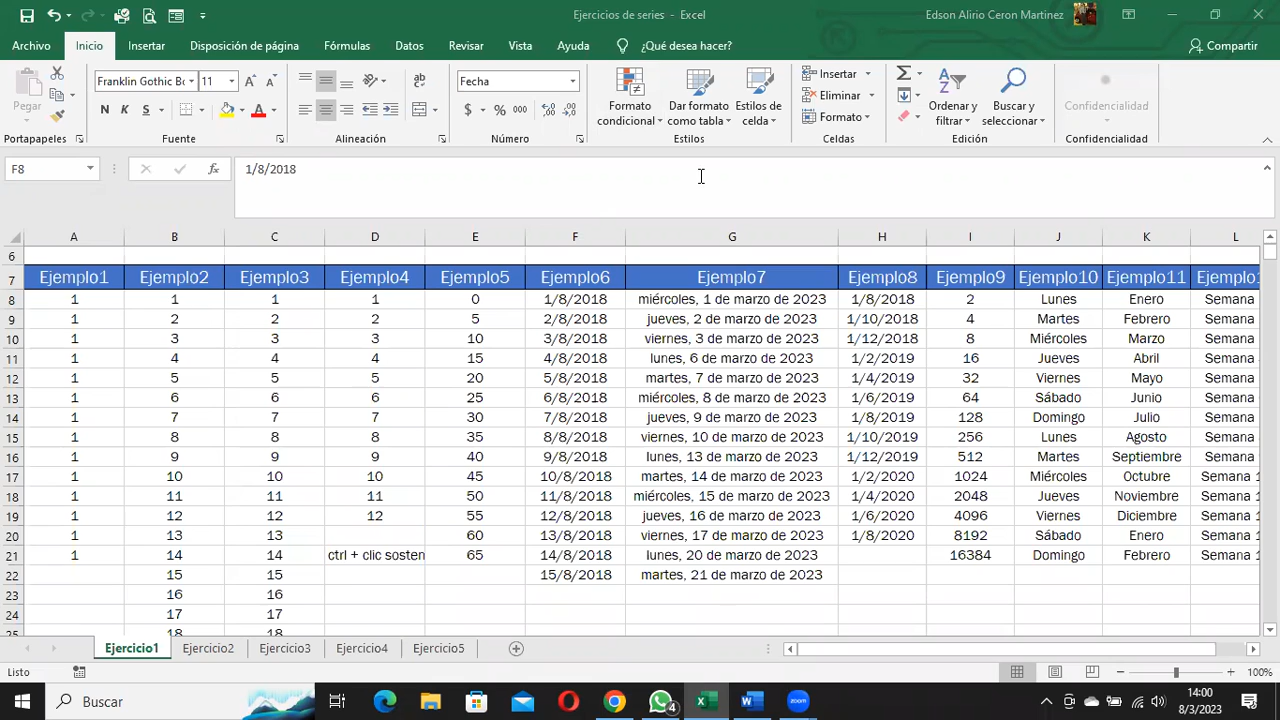 Ejercicios de series - Excel
Edson Alirio Ceron Martinez
Archivo Inicio Insertar Disposición de página Fórmulas Datos Revisar Vista Ayuda ¿Qué desea hacer? Compartir
Pegar
Franklin Gothic Bo 11
N K S
ab
Fecha
$ % 000
Formato condicional
Dar formato como tabla
Estilos de celda
Insertar
Eliminar
Formato
Ordenar y filtrar
Buscar y seleccionar
Confidencialidad
Portapapeles Fuente Alineación Número Estilos Celdas Edición Confidencialidad
F8 fx 1/8/2018
A B C D E F G H I J K L
6
7 Ejemplo1 Ejemplo2 Ejemplo3 Ejemplo4 Ejemplo5 Ejemplo6 Ejemplo7 Ejemplo8 Ejemplo9 Ejemplo10 Ejemplo11 Ejemplo1
8 1 1 1 1 0 1/8/2018 miércoles, 1 de marzo de 2023 1/8/2018 2 Lunes Enero Semana
9 1 2 2 2 5 2/8/2018 jueves, 2 de marzo de 2023 1/10/2018 4 Martes Febrero Semana
10 1 3 3 3 10 3/8/2018 viernes, 3 de marzo de 2023 1/12/2018 8 Miércoles Marzo Semana
11 1 4 4 4 15 4/8/2018 lunes, 6 de marzo de 2023 1/2/2019 16 Jueves Abril Semana
12 1 5 5 5 20 5/8/2018 martes, 7 de marzo de 2023 1/4/2019 32 Viernes Mayo Semana
13 1 6 6 6 25 6/8/2018 miércoles, 8 de marzo de 2023 1/6/2019 64 Sábado Junio Semana
14 1 7 7 7 30 7/8/2018 jueves, 9 de marzo de 2023 1/8/2019 128 Domingo Julio Semana
15 1 8 8 8 35 8/8/2018 viernes, 10 de marzo de 2023 1/10/2019 256 Lunes Agosto Semana
16 1 9 9 9 40 9/8/2018 lunes, 13 de marzo de 2023 1/12/2019 512 Martes Septiembre Semana
17 1 10 10 10 45 10/8/2018 martes, 14 de marzo de 2023 1/2/2020 1024 Miércoles Octubre Semana 1
18 1 11 11 11 50 11/8/2018 miércoles, 15 de marzo de 2023 1/4/2020 2048 Jueves Noviembre Semana 1
19 1 12 12 12 55 12/8/2018 jueves, 16 de marzo de 2023 1/6/2020 4096 Viernes Diciembre Semana 1
20 1 13 13 60 13/8/2018 viernes, 17 de marzo de 2023 1/8/2020 8192 Sábado Enero Semana 1
21 1 14 14 ctrl + clic sosten 65 14/8/2018 lunes, 20 de marzo de 2023 16384 Domingo Febrero Semana 1
22 15 15 15/8/2018 martes, 21 de marzo de 2023
23 16 16
24 17 17
25 18 18
Ejercicio1 Ejercicio2 Ejercicio3 Ejercicio4 Ejercicio5
Listo 100%
Buscar
4
14:00
8/3/2023